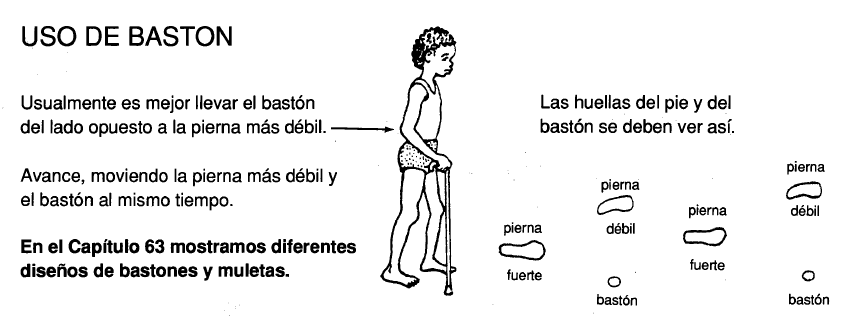 USO DE BASTON
Usualmente es mejor llevar el bastón
del lado opuesto a la pierna más débil.
Avance, moviendo la pierna más débil y
el bastón al mismo tiempo.
En el Capítulo 63 mostramos diferentes
diseños de bastones y muletas.
Las huellas del pie y del
bastón se deben ver así.
pierna
fuerte
pierna
débil
bastón
pierna
fuerte
pierna
débil
bastón